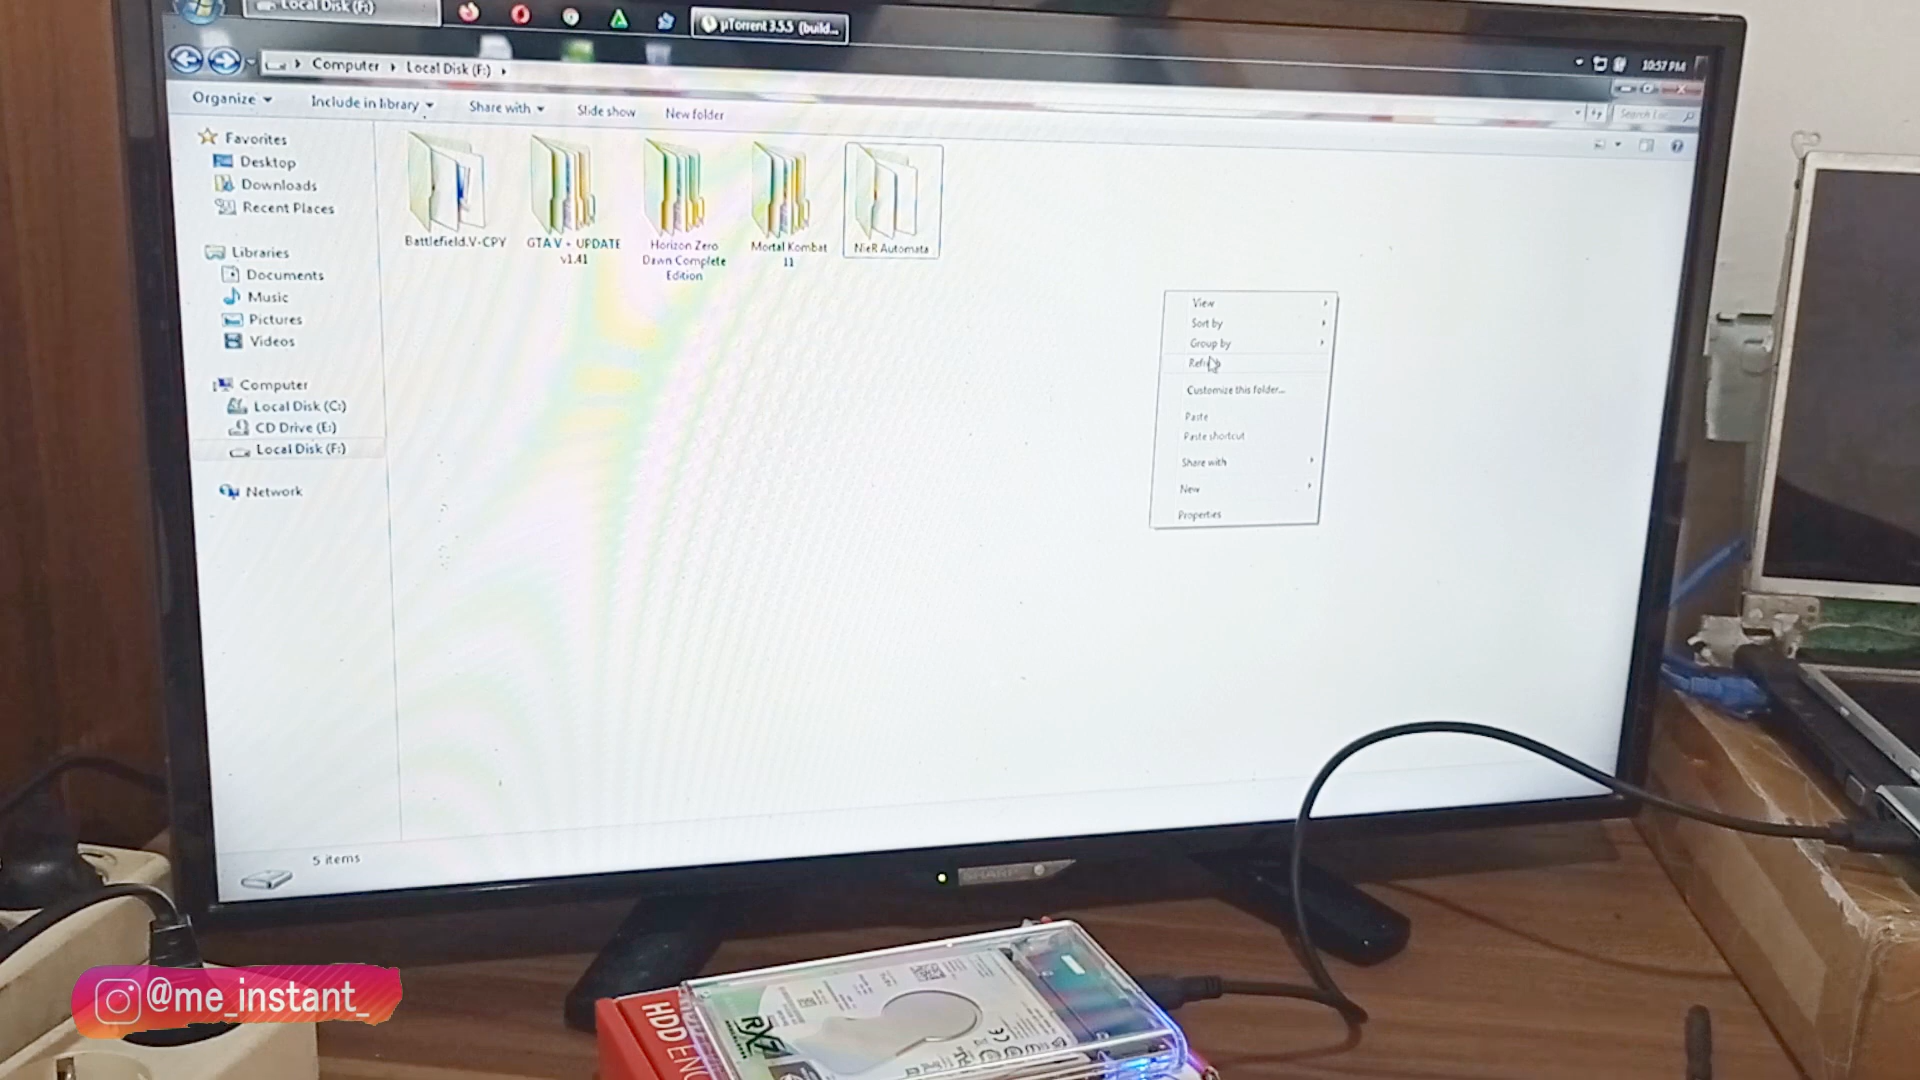 Local Disk (F:)
µTorrent 3.5.5 (build...
Computer
Local Disk (F:)
10:57 PM
Organize
Include in library
Share with
Slide show
New folder
Favorites
Desktop
Downloads
Recent Places
Libraries
Documents
Music
Pictures
Videos
Computer
Local Disk (C:)
CD Drive (E:)
Local Disk (F:)
Network
Battlefield.V-CPY
GTA V + UPDATE
v1.41
Horizon Zero
Dawn Complete
Edition
Mortal Kombat
11
NieR Automata
View
Sort by
Group by
Customize this folder...
Paste
Paste shortcut
Share with
New
Properties
5 items
SHARP
@me_instant_
HDD